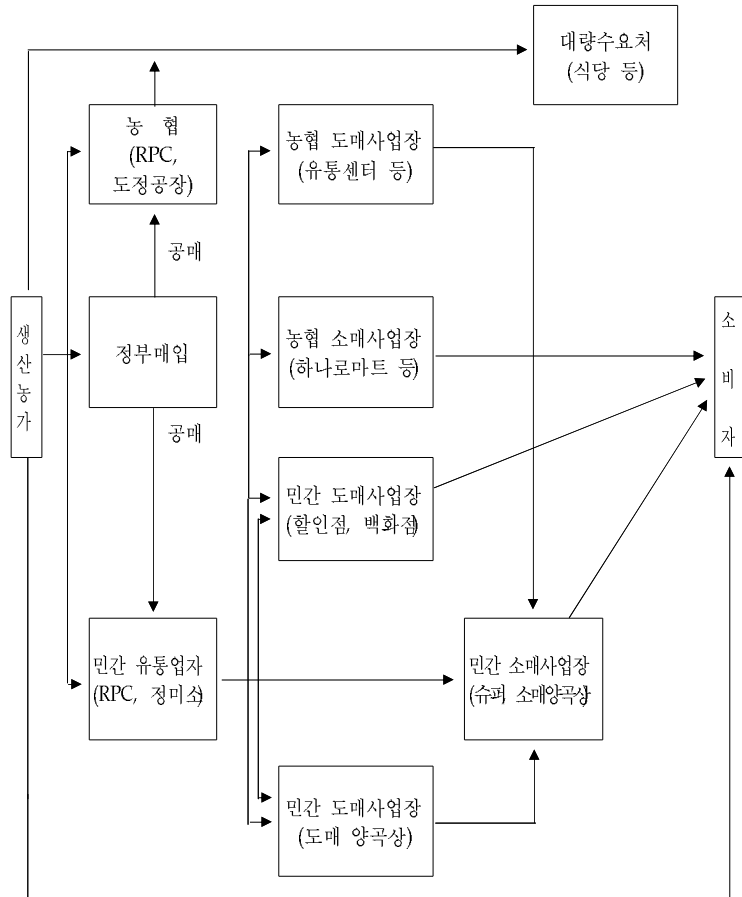 대량수요처
(식당 등)
농 협
(RPC,
도정공장)
농협 도매사업장
(유통센터 등)
공매
생
산
농
가
정부매입
농협 소매사업장
(하나로마트 등)
소
비
자
공매
민간 도매사업장
(할인점, 백화점)
민간 유통업자
(RPC, 정미소)
민간 소매사업장
(슈퍼, 소매양곡상)
민간 도매사업장
(도매 양곡상)